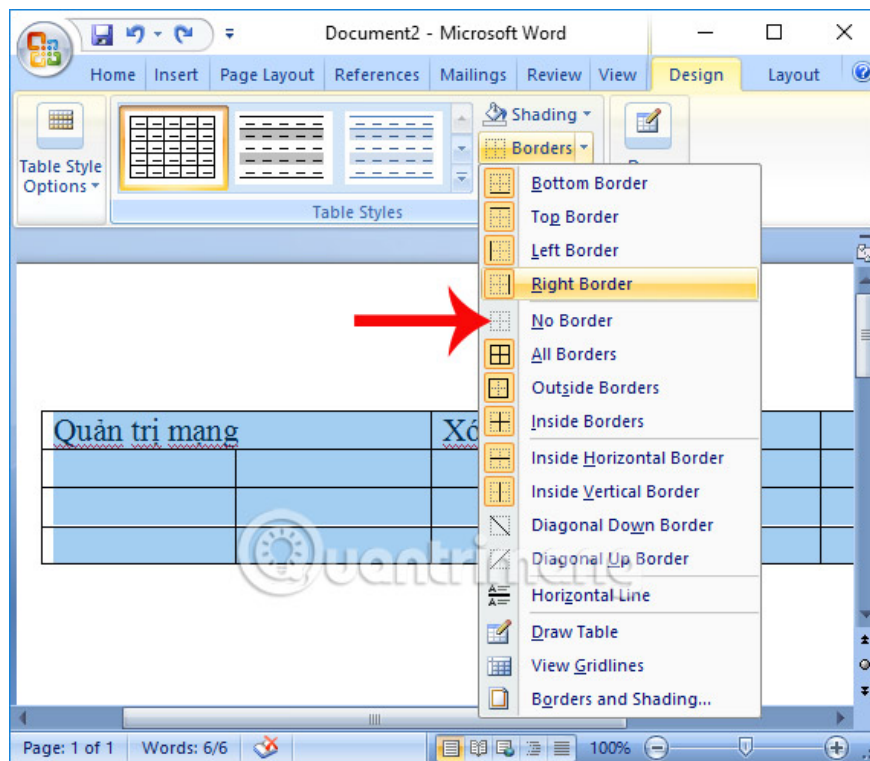 Document2 - Microsoft Word
Home Insert Page Layout References Mailings Review View Design Layout
Shading
Borders
Table Style
Options
Table Styles
Bottom Border
Top Border
Left Border
Right Border
No Border
All Borders
Outside Borders
Inside Borders
Inside Horizontal Border
Inside Vertical Border
Diagonal Down Border
Diagonal Up Border
Horizontal Line
Draw Table
View Gridlines
Borders and Shading...
Quản trị mạng
Quantrimang
Page: 1 of 1 Words: 6/6 100%